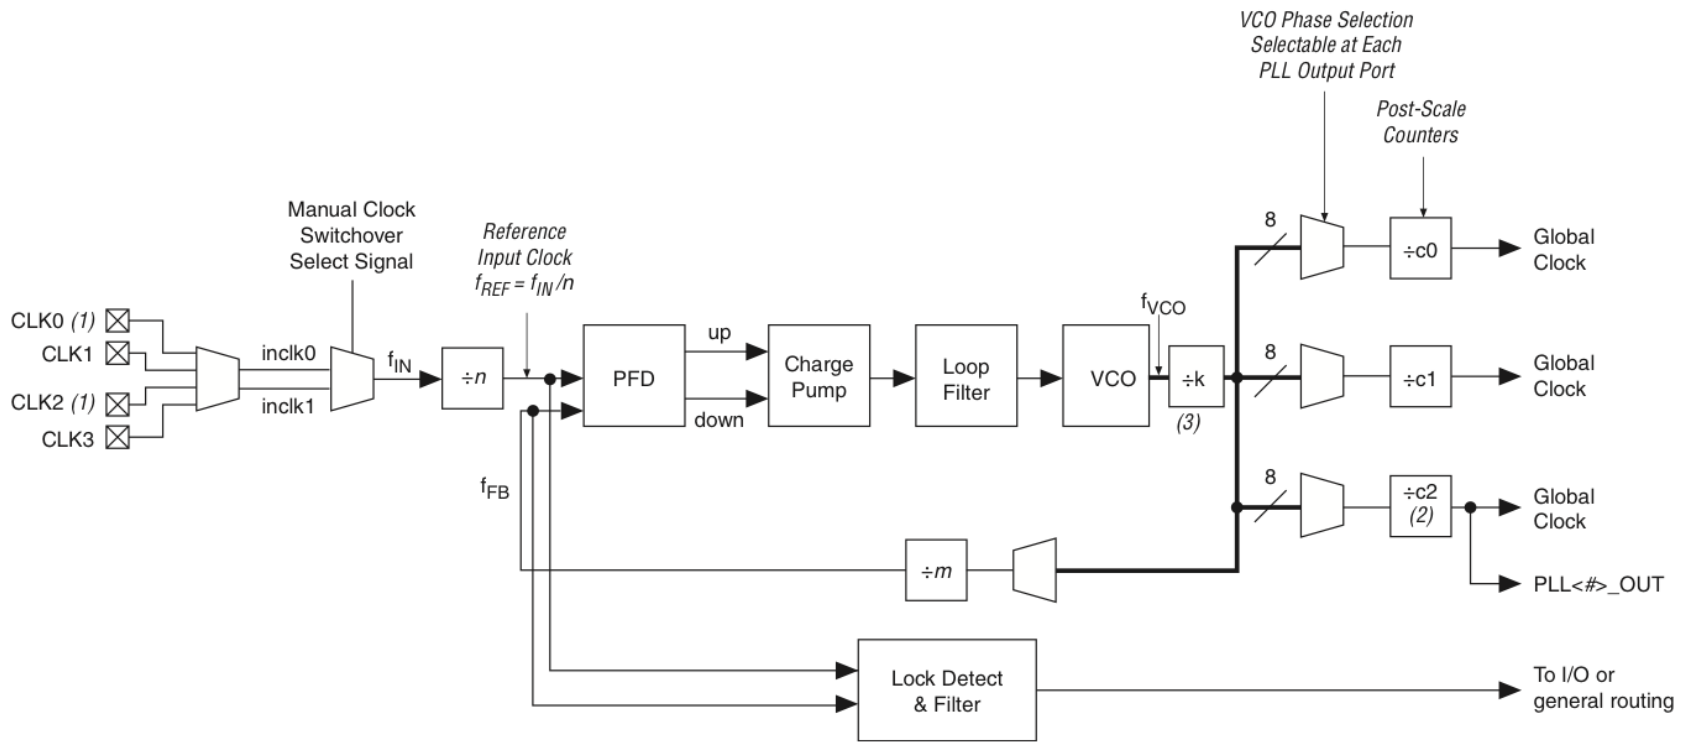 VCO Phase Selection
Selectable at Each
PLL Output Port
Post-Scale
Counters
Manual Clock
Switchover
Select Signal
Reference
Input Clock
fREF = fIN /n
CLK0 (1)
CLK1
CLK2 (1)
CLK3
inclk0
inclk1
fIN
÷n
PFD
up
down
Charge
Pump
Loop
Filter
VCO
fVCO
÷k
(3)
8
÷c0
Global
Clock
8
÷c1
Global
Clock
8
÷c2
(2)
Global
Clock
PLL<#>_OUT
fFB
÷m
Lock Detect
& Filter
To I/O or
general routing